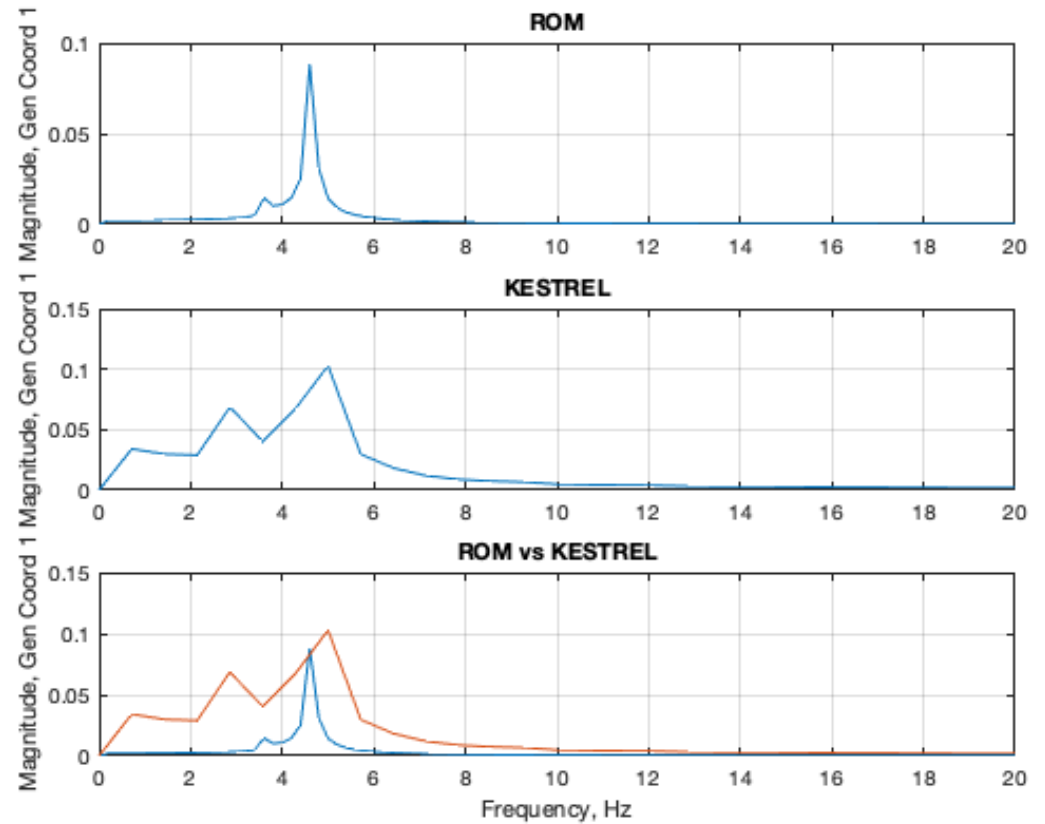 ROM
Magnitude, Gen Coord 1
0.1
0.05
0
0 2 4 6 8 10 12 14 16 18 20
KESTREL
Magnitude, Gen Coord 1
0.15
0.1
0.05
0
0 2 4 6 8 10 12 14 16 18 20
ROM vs KESTREL
Magnitude, Gen Coord 1
0.15
0.1
0.05
0
0 2 4 6 8 10 12 14 16 18 20
Frequency, Hz